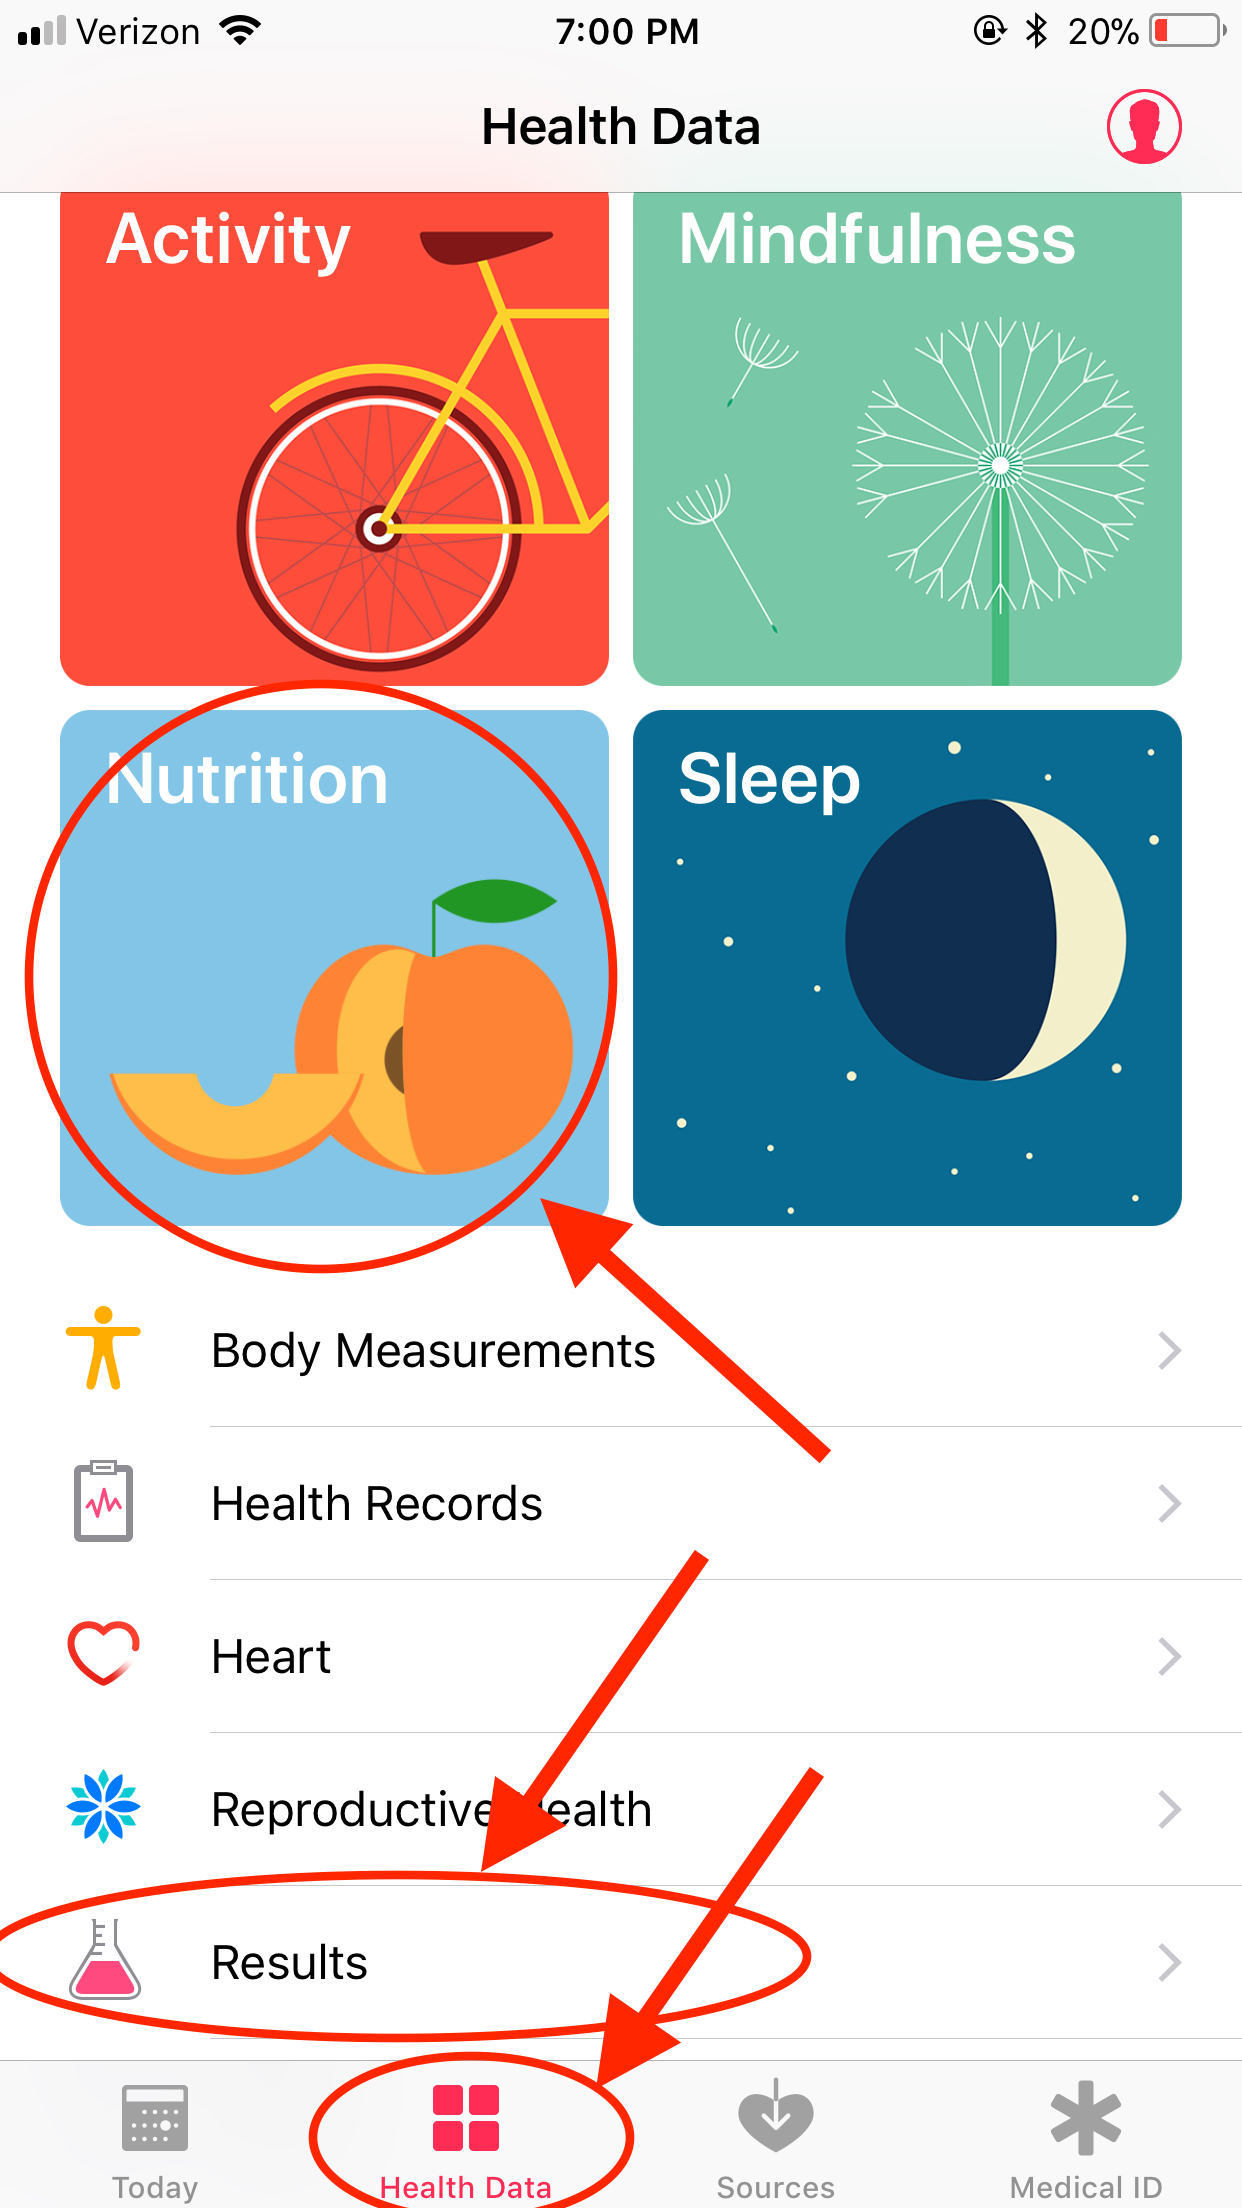 Verizon 7:00 PM 20%
Health Data
Activity Mindfulness
Nutrition Sleep
Body Measurements
Health Records
Heart
Reproductive Health
Results
Today Health Data Sources Medical ID